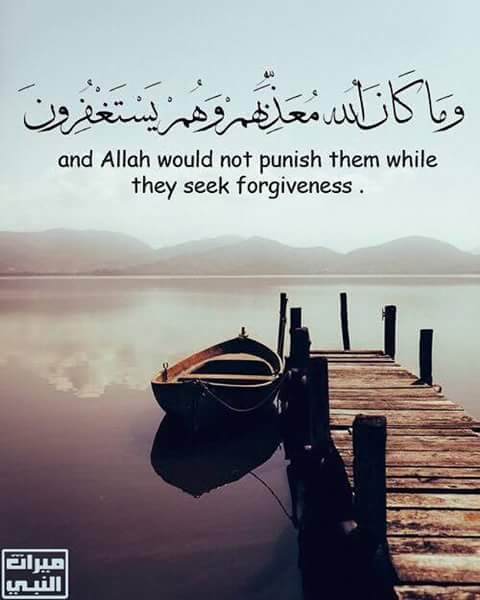 وَمَا كَانَ اللَّهُ مُعَذِّبَهُمْ وَهُمْ يَسْتَغْفِرُونَ
and Allah would not punish them while
they seek forgiveness .
ميراث
النبي